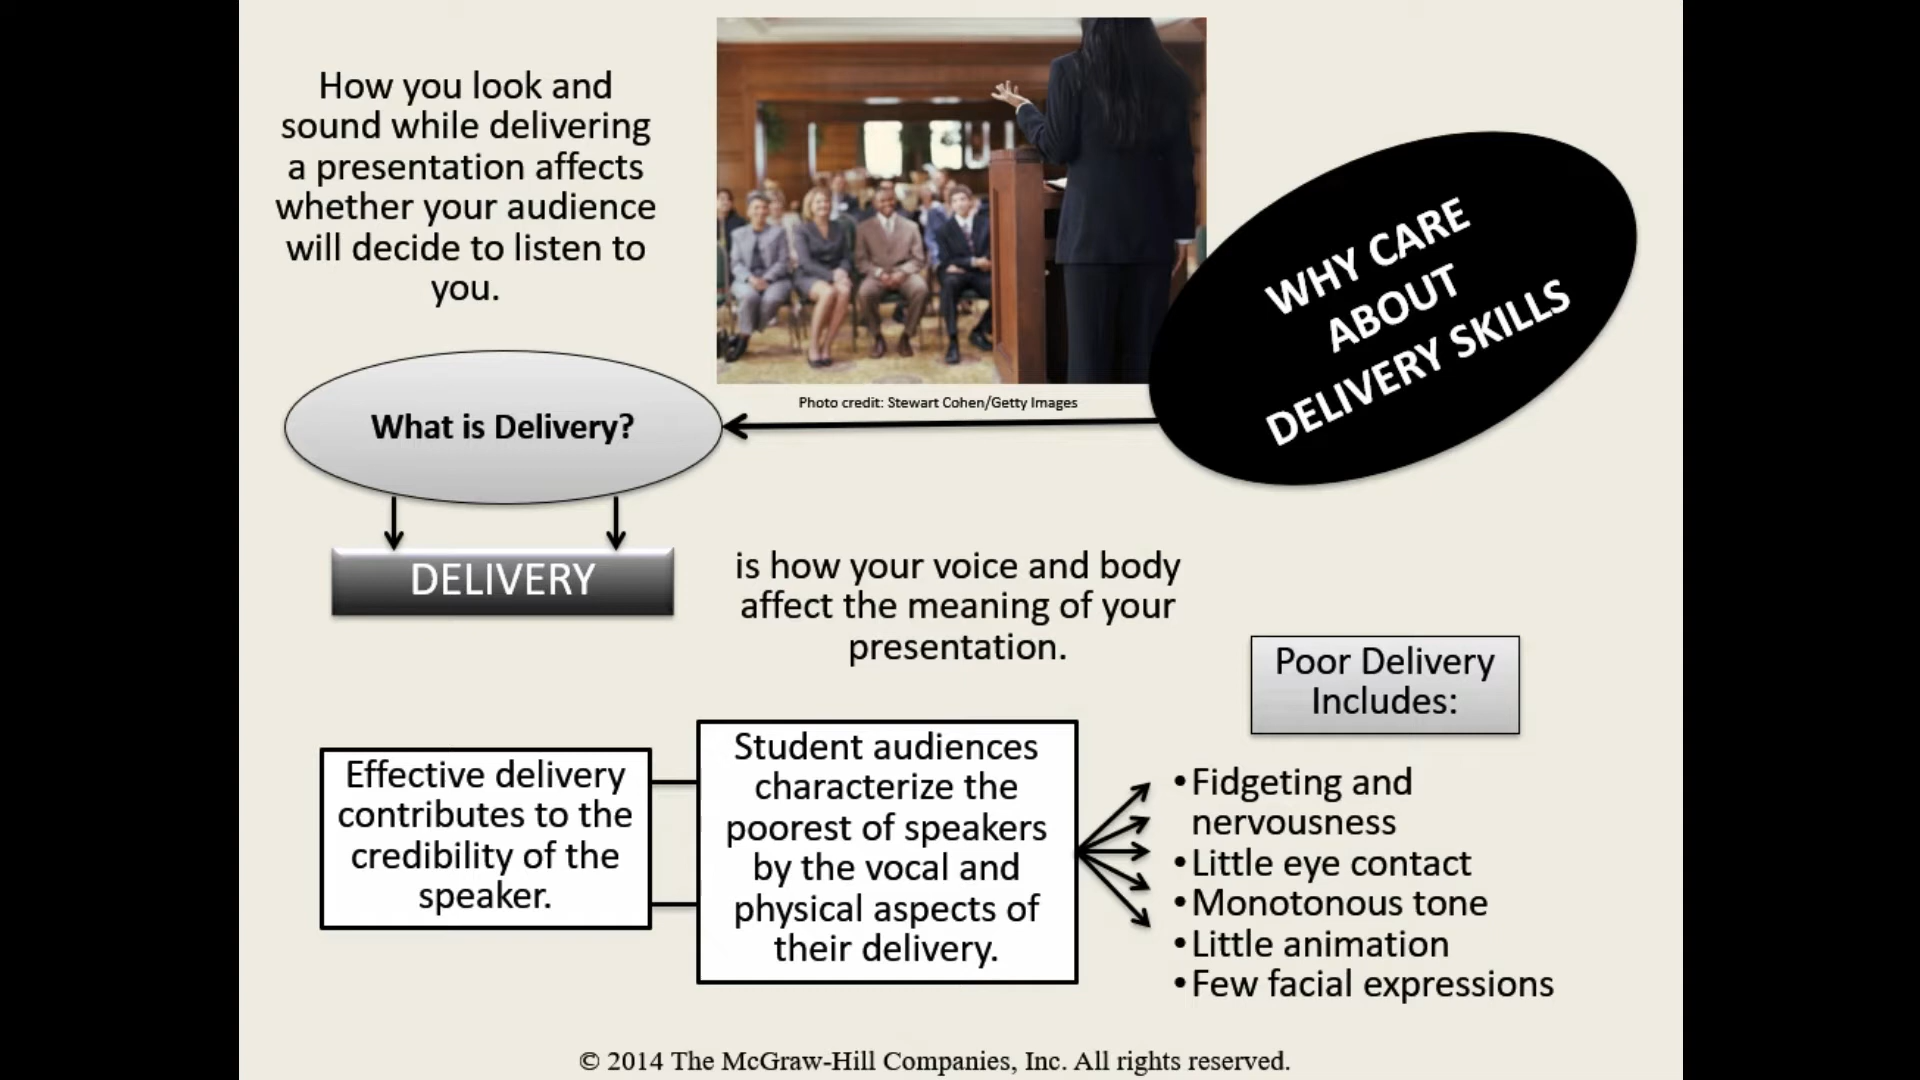 How you look and
sound while delivering
a presentation affects
whether your audience
will decide to listen to
you.
WHY CARE
ABOUT
DELIVERY SKILLS
Photo credit: Stewart Cohen/Getty Images
What is Delivery?
DELIVERY
is how your voice and body
affect the meaning of your
presentation.
Poor Delivery
Includes:
Effective delivery
contributes to the
credibility of the
speaker.
Student audiences
characterize the
poorest of speakers
by the vocal and
physical aspects of
their delivery.
•Fidgeting and
nervousness
•Little eye contact
•Monotonous tone
•Little animation
•Few facial expressions
© 2014 The McGraw-Hill Companies, Inc. All rights reserved.